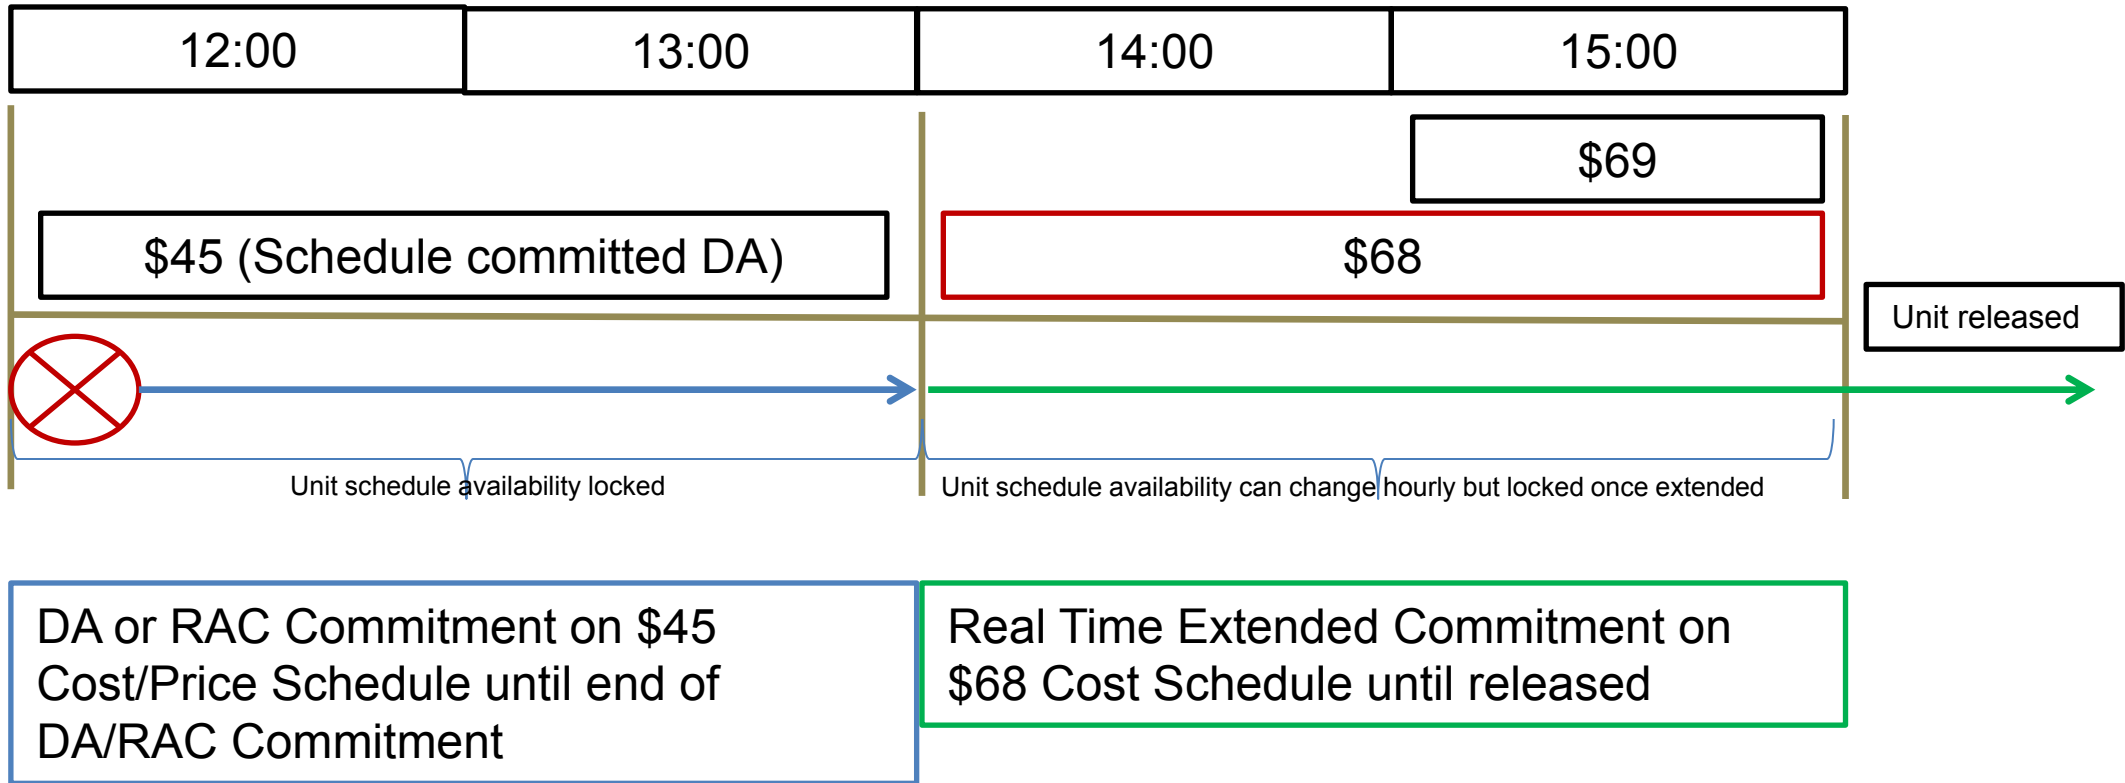 12:00 13:00 14:00 15:00
$69
$45 (Schedule committed DA)
$68
Unit released
Unit schedule availability locked
Unit schedule availability can change hourly but locked once extended
DA or RAC Commitment on $45
Cost/Price Schedule until end of
DA/RAC Commitment
Real Time Extended Commitment on
$68 Cost Schedule until released